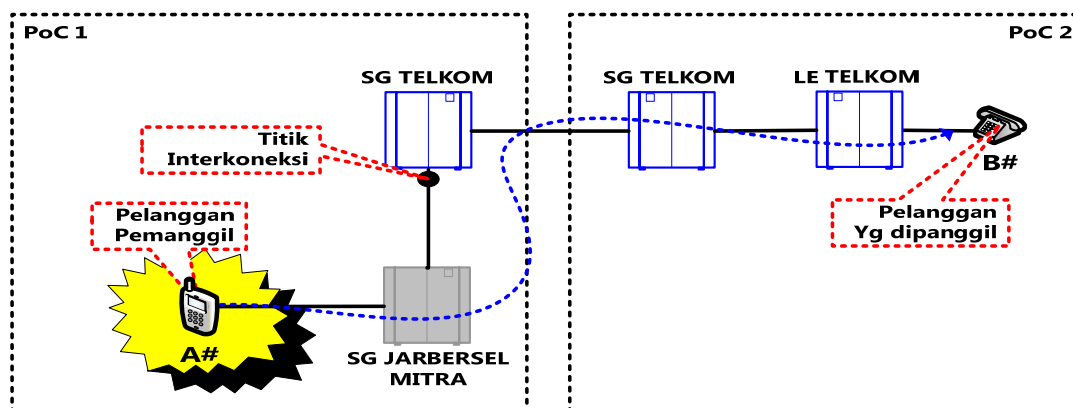 PoC 1
PoC 2
SG TELKOM
SG TELKOM
LE TELKOM
Titik
Interkoneksi
B#
Pelanggan
Pemanggil
Pelanggan
Yg dipanggil
A#
SG JARBERSEL
MITRA